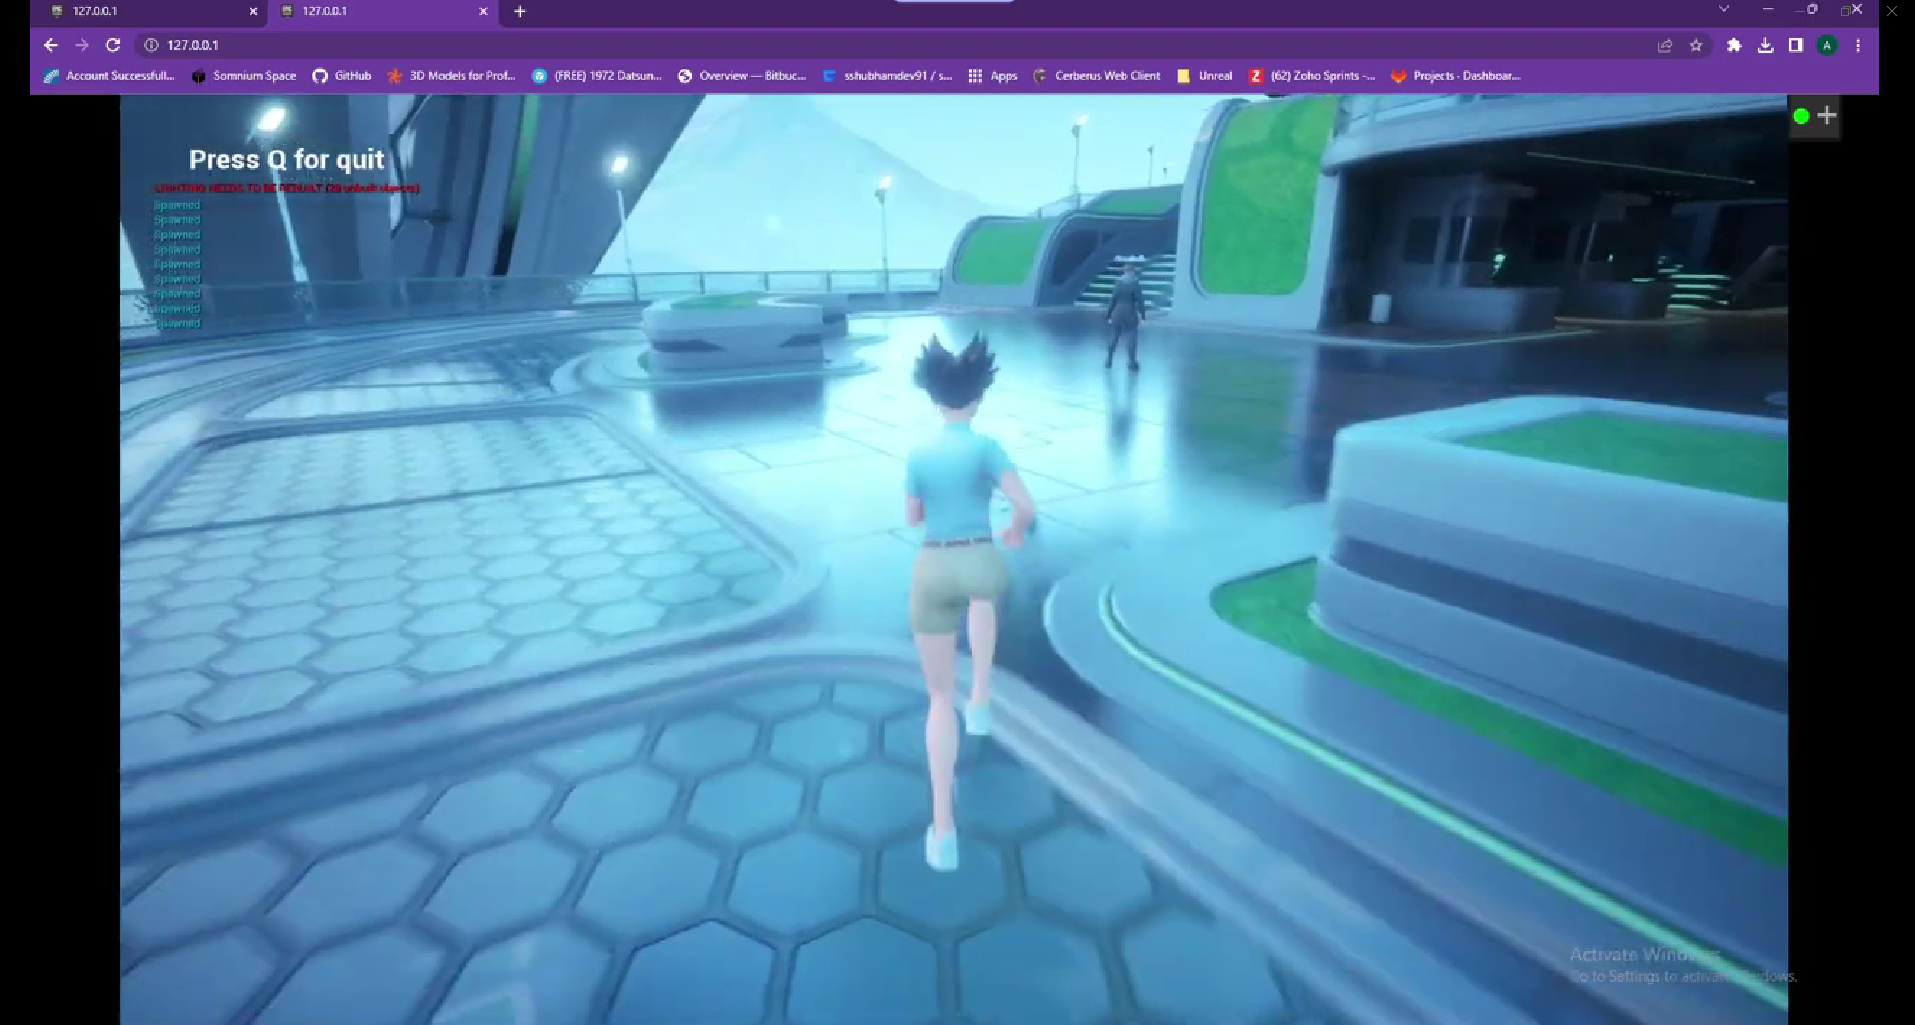 127.0.0.1
127.0.0.1
127.0.0.1
Account Successfull... Somnium Space GitHub 3D Models for Prof... (FREE) 1972 Datsun... Overview — Bitbuc... sshubhamdev91 / s... Apps Cerberus Web Client Unreal (62) Zoho Sprints -... Projects - Dashboar...
A
Press Q for quit
LIGHTING NEEDS TO BE REBUILT (28 unbuilt objects)
Spawned
Spawned
Spawned
Spawned
Spawned
Spawned
Spawned
Spawned
Spawned
Activate Windows
Go to Settings to activate Windows.